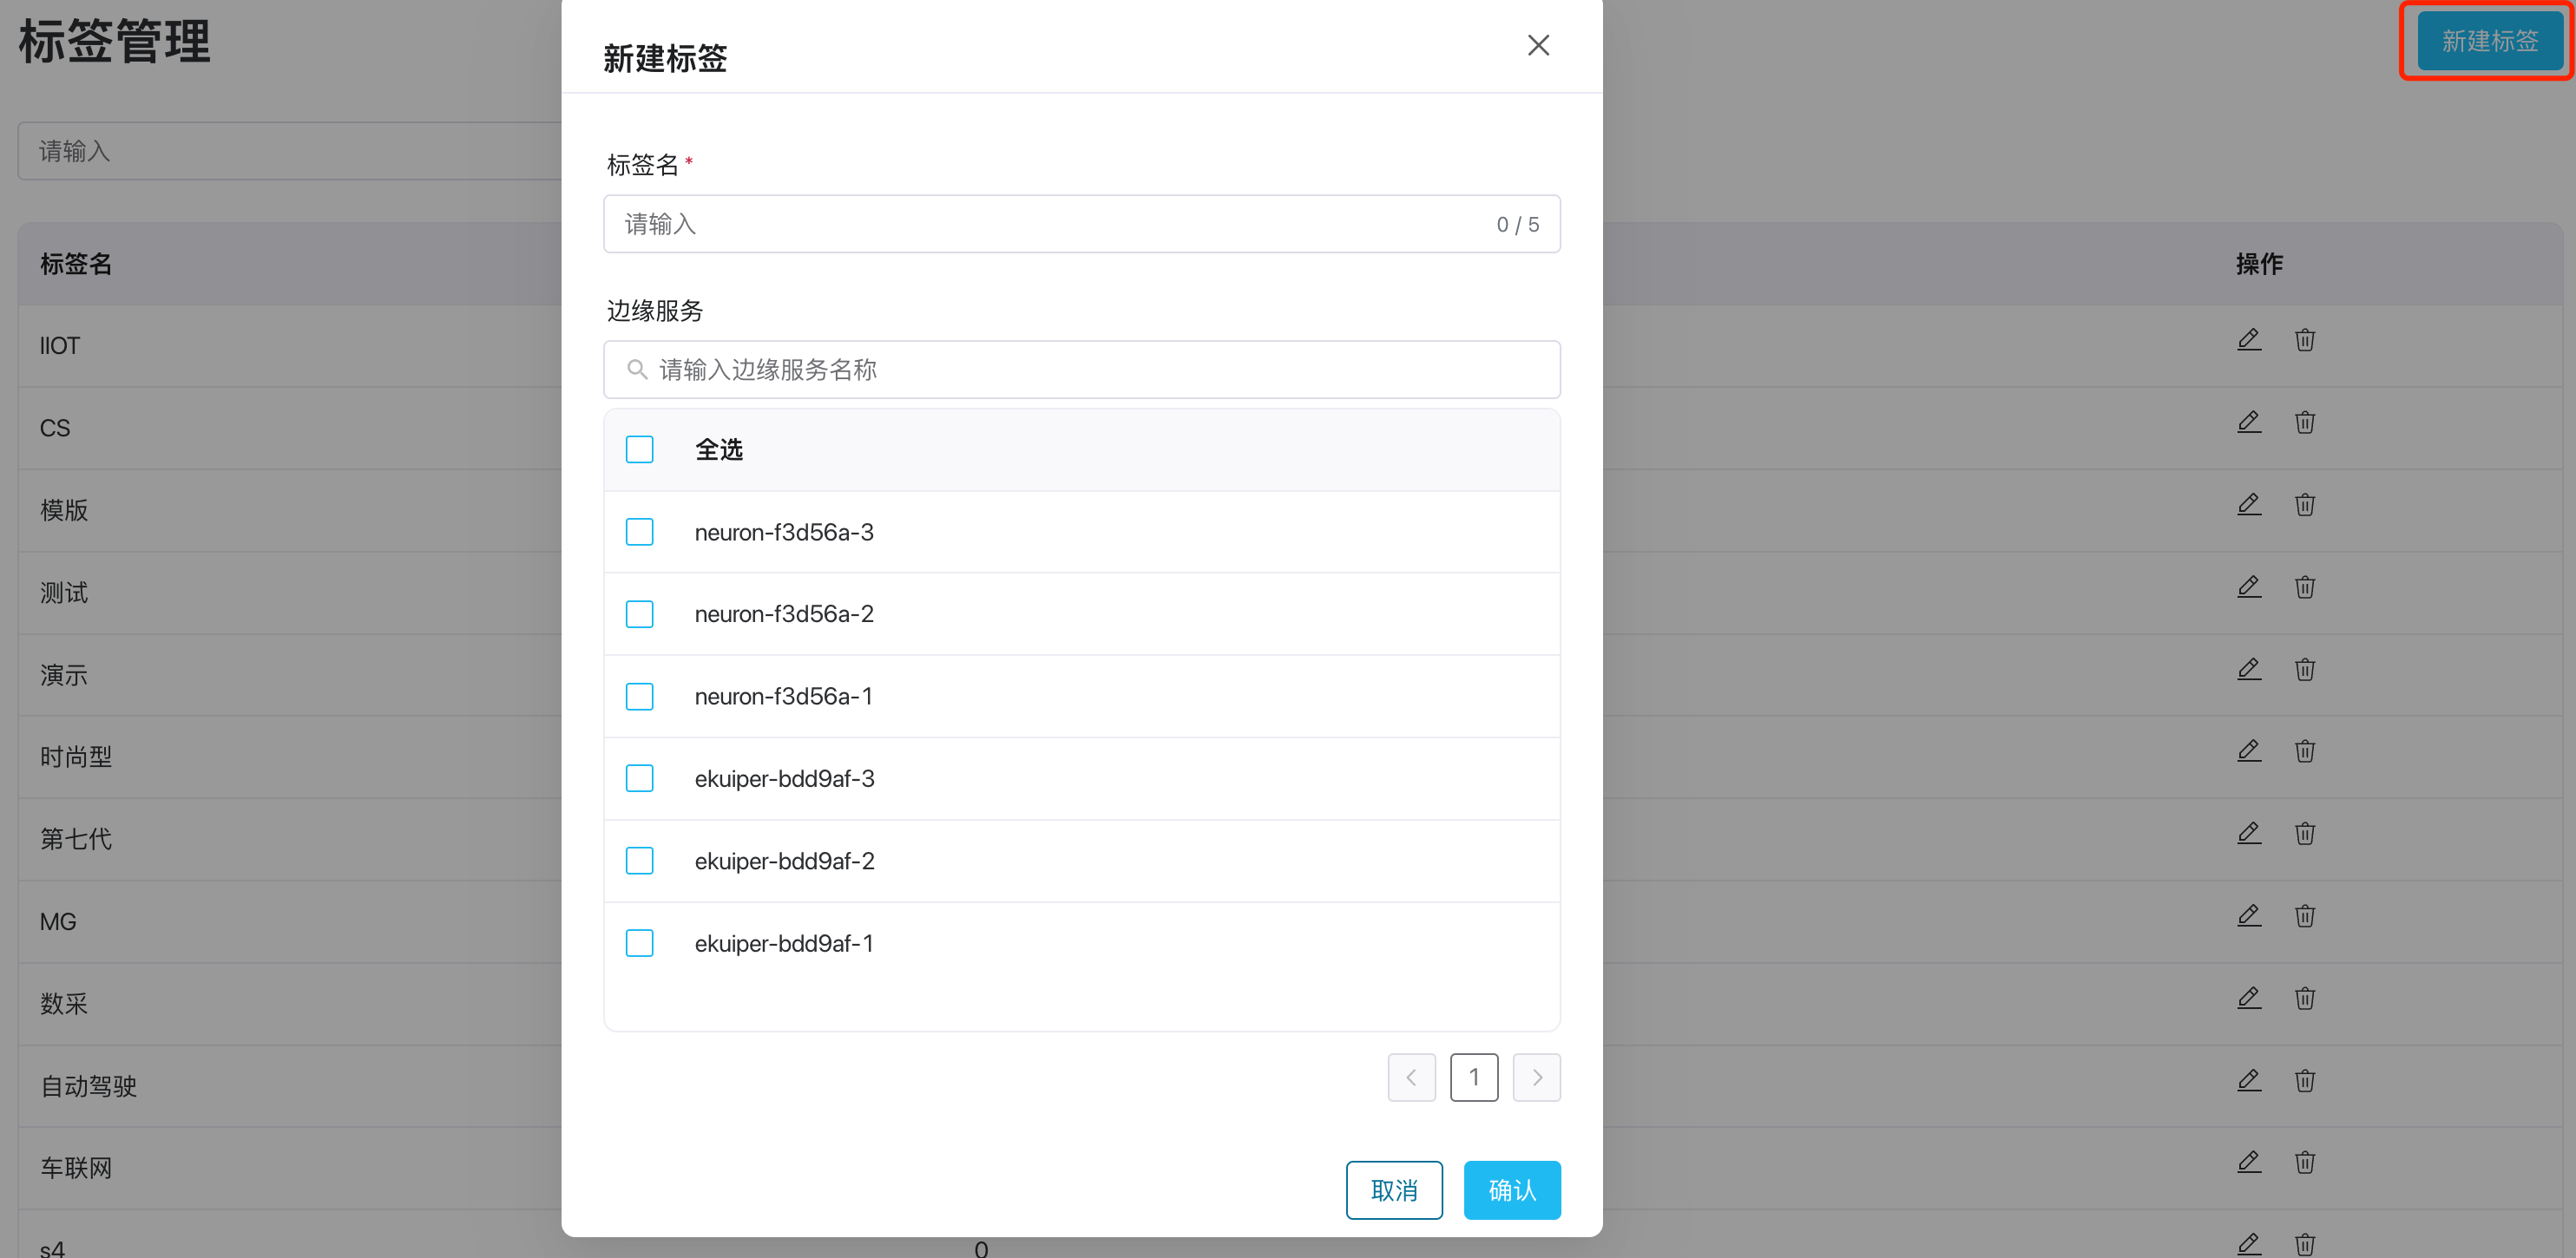 标签管理
新建标签
请输入
标签名
操作
IIOT
CS
模版
测试
演示
时尚型
第七代
MG
数采
自动驾驶
车联网
s4
0
新建标签
标签名*
请输入
0 / 5
边缘服务
请输入边缘服务名称
全选
neuron-f3d56a-3
neuron-f3d56a-2
neuron-f3d56a-1
ekuiper-bdd9af-3
ekuiper-bdd9af-2
ekuiper-bdd9af-1
1
取消
确认